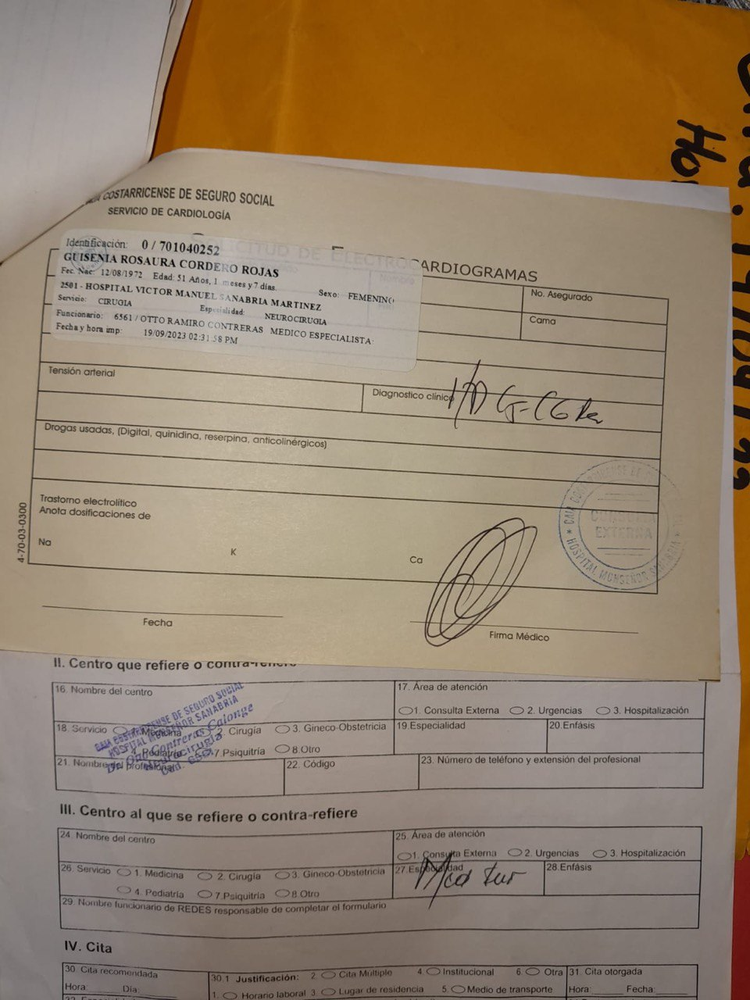 COSTARRICENSE DE SEGURO SOCIAL
SERVICIO DE CARDIOLOGÍA
SOLICITUD DE ELECTROCARDIOGRAMAS
Identificación: 0 / 701040252
GUISENIA ROSAURA CORDERO ROJAS
Fec. Nac: 12/08/1972 Edad: 51 Años, 1 meses y 7 días. Sexo: FEMENINO
2501 - HOSPITAL VICTOR MANUEL SANABRIA MARTINEZ
Servicio: CIRUGIA Especialidad: NEUROCIRUGIA
Funcionario: 6561 / OTTO RAMIRO CONTRERAS MEDICO ESPECIALISTA
Fecha y hora imp: 19/09/2023 02:31:58 PM
No. Asegurado
Cama
Tensión arterial
Diagnostico clínico
Drogas usadas, (Digital, quinidina, reserpina, anticolinérgicos)
Trastorno electrolítico
Anota dosificaciones de
Na K Ca
4-70-03-0300
CONSULTA
EXTERNA
HOSPITAL MONSEÑOR SANABRIA
Fecha
Firma Médico
II. Centro que refiere o contra-refiere
16. Nombre del centro
17. Área de atención
1. Consulta Externa 2. Urgencias 3. Hospitalización
18. Servicio 1. Medicina 2. Cirugía 3. Gineco-Obstetricia
4. Pediatría 7.Psiquitría 8.Otro
19.Especialidad
20.Enfásis
21. Nombre del profesional
22. Código
23. Número de teléfono y extensión del profesional
CAJA COSTARRICENSE DE SEGURO SOCIAL
HOSPITAL MONSEÑOR SANABRIA
Dr. Otto Contreras Calonge
Neurocirugía
III. Centro al que se refiere o contra-refiere
24. Nombre del centro
25. Área de atención
1. Consulta Externa 2. Urgencias 3. Hospitalización
26. Servicio 1. Medicina 2. Cirugía 3. Gineco-Obstetricia
4. Pediatría 7.Psiquitría 8.Otro
27.Especialidad
28.Enfásis
29. Nombre funcionario de REDES responsable de completar el formulario
IV. Cita
30. Cita recomendada
Hora: Día:
30.1 Justificación: 2. Cita Multiple 4. Institucional 6. Otra
1. Horario laboral 3. Lugar de residencia 5. Medio de transporte
31. Cita otorgada
Hora: Fecha: